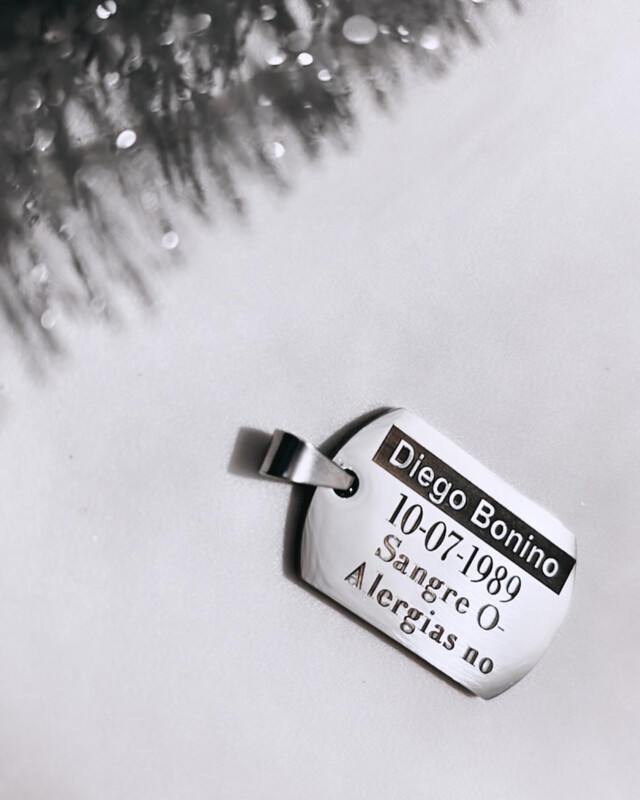 Diego Bonino
10-07-1989
Sangre O-
Alergias no